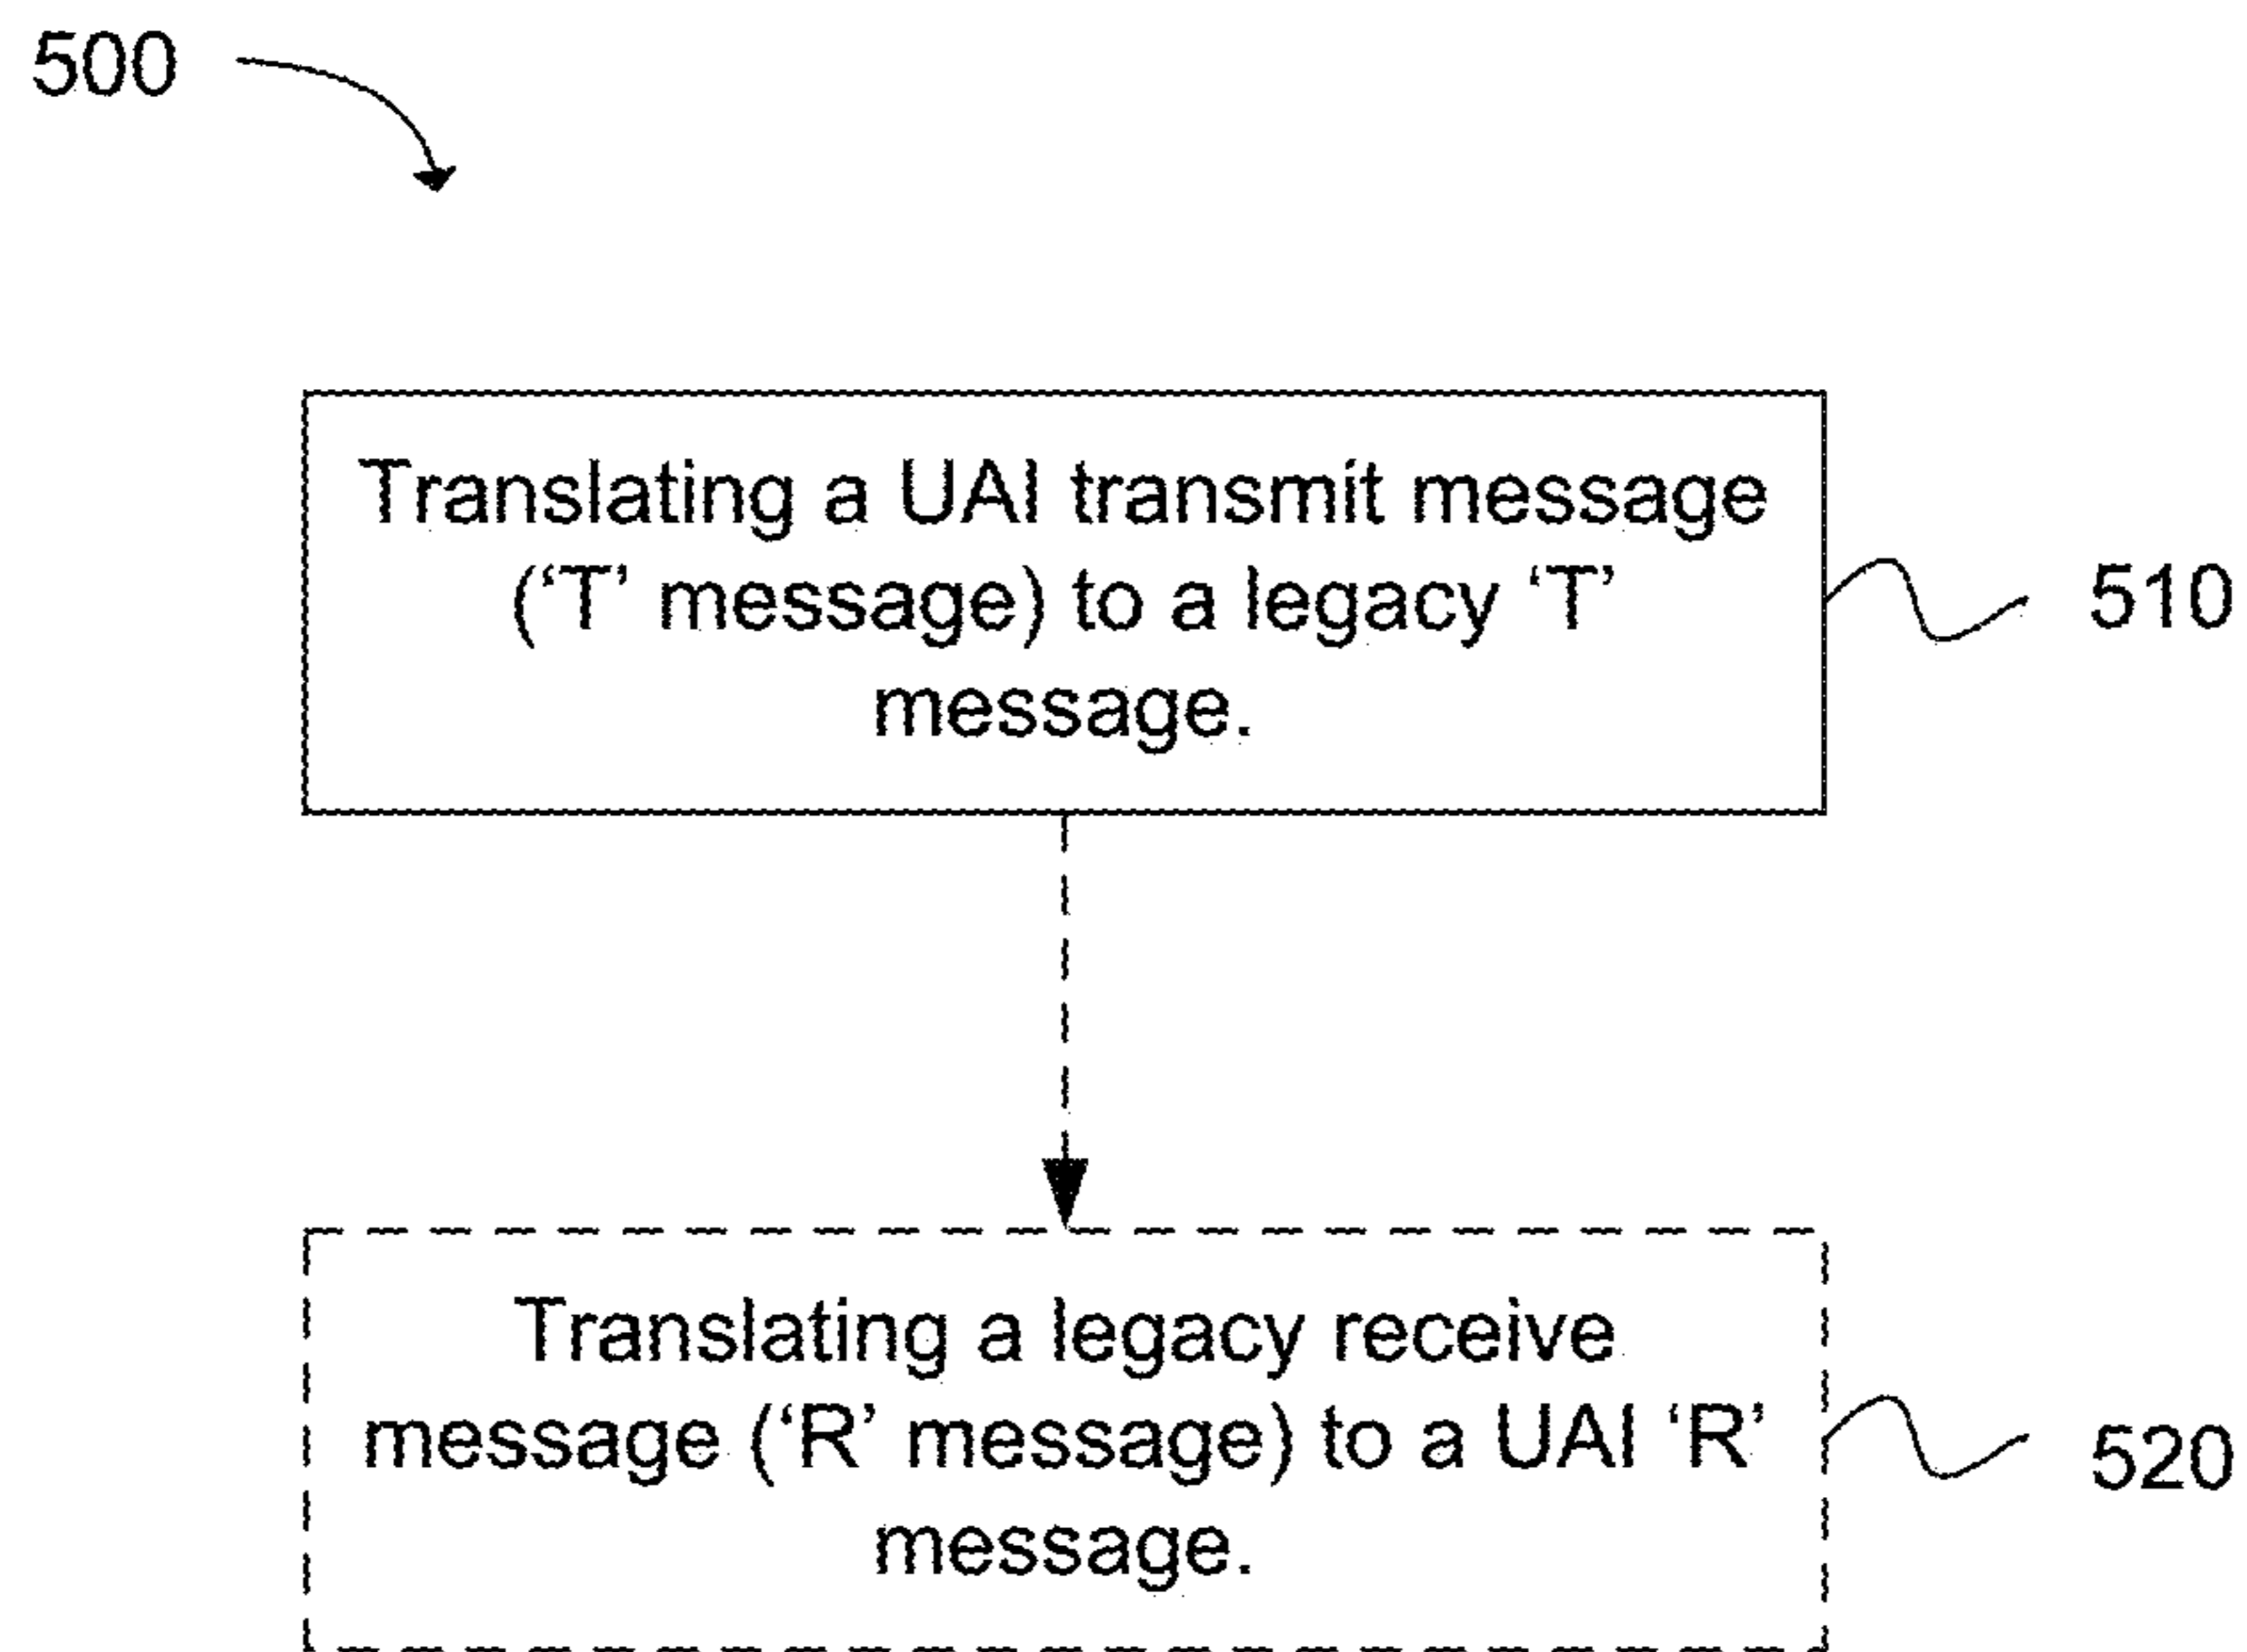 500
Translating a UAI transmit message
(‘T’ message) to a legacy ‘T’
message.
510
Translating a legacy receive
message (‘R’ message) to a UAI ‘R’
message.
520